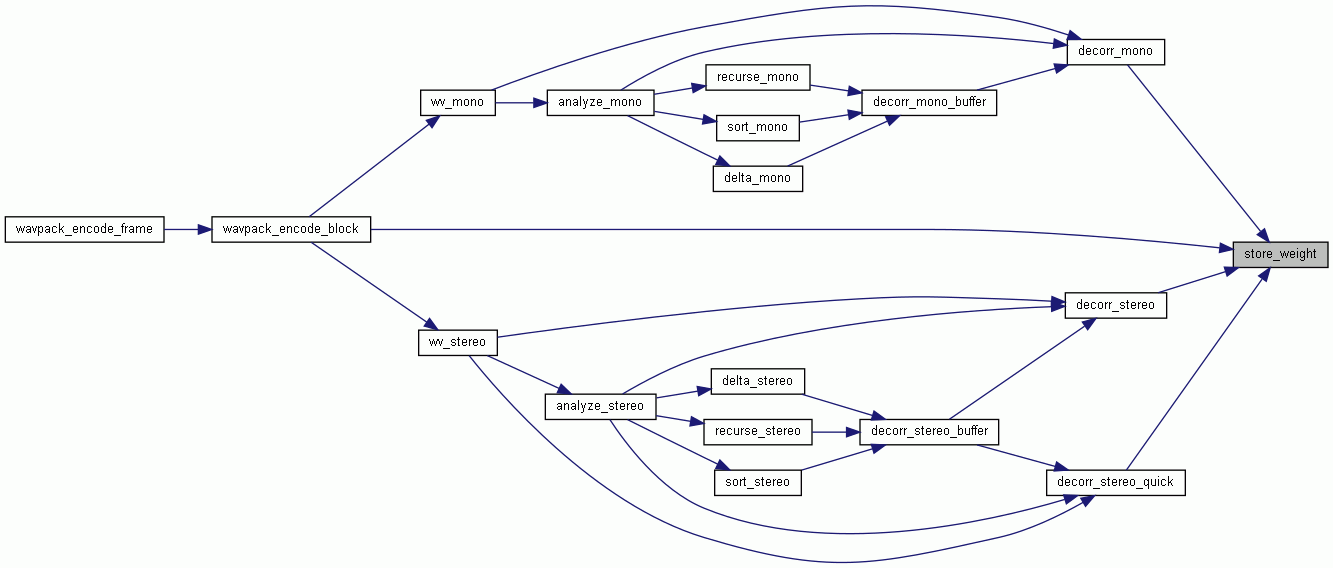 decorr_mono
recurse_mono
wv_mono
analyze_mono
decorr_mono_buffer
sort_mono
delta_mono
wavpack_encode_frame
wavpack_encode_block
store_weight
decorr_stereo
wv_stereo
delta_stereo
analyze_stereo
recurse_stereo
decorr_stereo_buffer
sort_stereo
decorr_stereo_quick